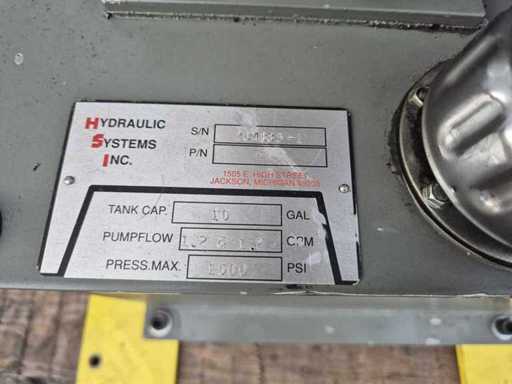 HYDRAULIC
SYSTEMS
INC.
S/N
P/N
1505 E. HIGH STREET
JACKSON, MICHIGAN
TANK CAP. 10 GAL
PUMPFLOW GPM
PRESS.MAX. PSI